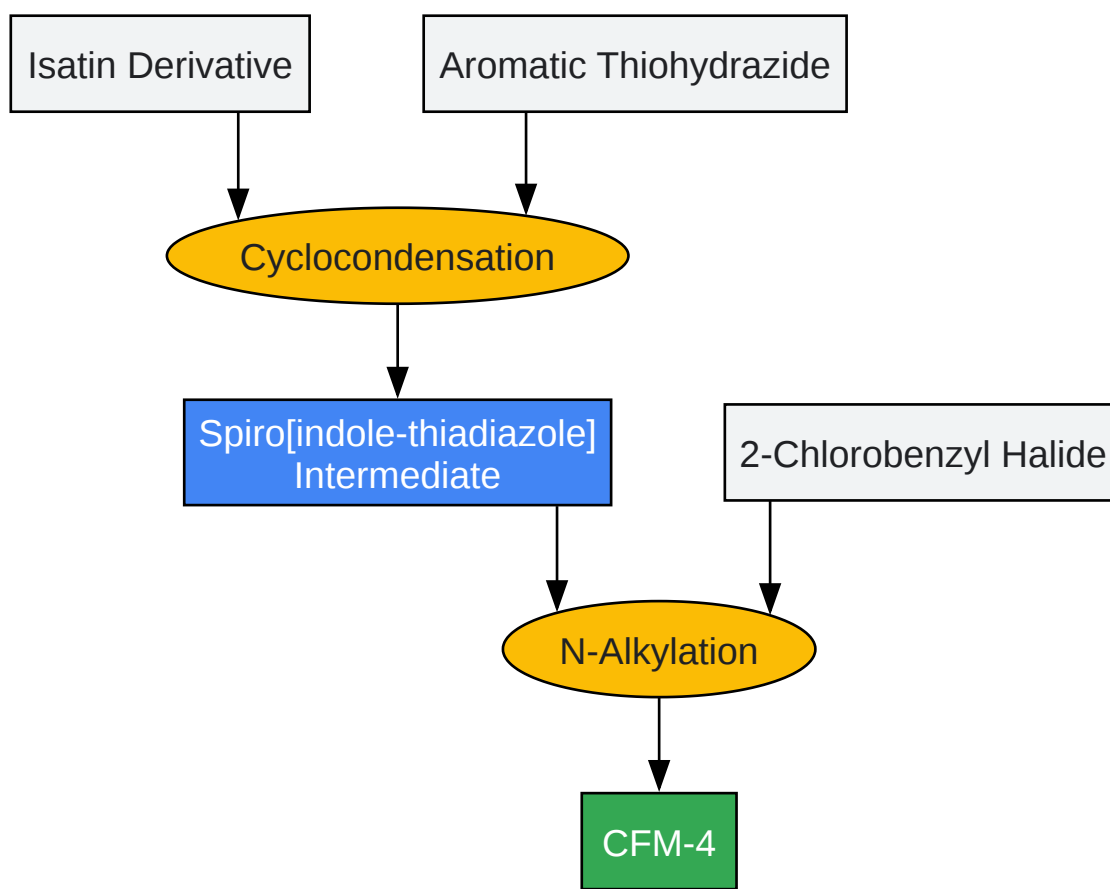 Isatin Derivative
Aromatic Thiohydrazide
Cyclocondensation
Spiro[indole-thiadiazole]
Intermediate
2-Chlorobenzyl Halide
N-Alkylation
CFM-4